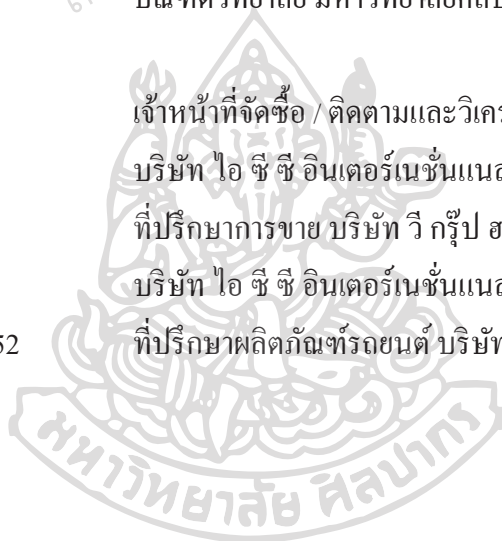 เจ้าหน้าที่จัดซื้อ / ติดตามและวิเคร
บริษัท ไอ ซี ซี อินเตอร์เนชั่นแนล
ที่ปรึกษาการขาย บริษัท วี กรุ๊ป ฮ
บริษัท ไอ ซี ซี อินเตอร์เนชั่นแนล
52 ที่ปรึกษาผลิตภัณฑ์รถยนต์ บริษัท
มหาวิทยาลัย ศิลปากร